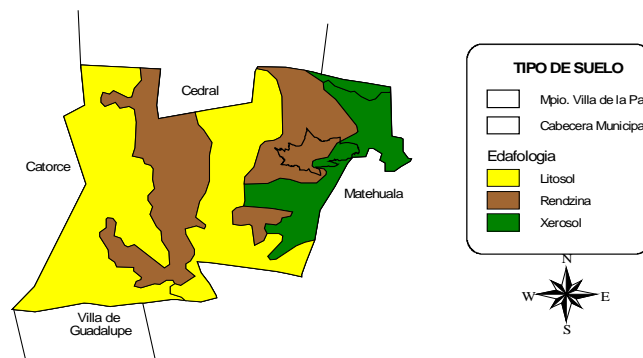 Cedral
Catorce
Matehuala
Villa de
Guadalupe
TIPO DE SUELO
Mpio. Villa de la Pa
Cabecera Municipa
Edafologia
Litosol
Rendzina
Xerosol
N
W
E
S